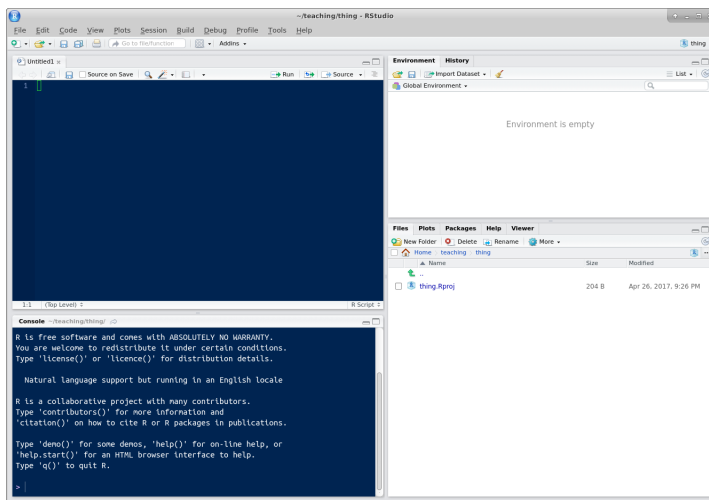 ~/teaching/thing - RStudio
File Edit Code View Plots Session Build Debug Profile Tools Help
Go to file/function Addins thing
Untitled1
Source on Save Run Source
1
1:1 (Top Level) R Script
Console ~/teaching/thing/
R is free software and comes with ABSOLUTELY NO WARRANTY.
You are welcome to redistribute it under certain conditions.
Type 'license()' or 'licence()' for distribution details.
Natural language support but running in an English locale
R is a collaborative project with many contributors.
Type 'contributors()' for more information and
'citation()' on how to cite R or R packages in publications.
Type 'demo()' for some demos, 'help()' for on-line help, or
'help.start()' for an HTML browser interface to help.
Type 'q()' to quit R.
>
Environment History
Import Dataset List
Global Environment
Environment is empty
Files Plots Packages Help Viewer
New Folder Delete Rename More
Home teaching thing
Name Size Modified
..
thing.Rproj 204 B Apr 26, 2017, 9:26 PM